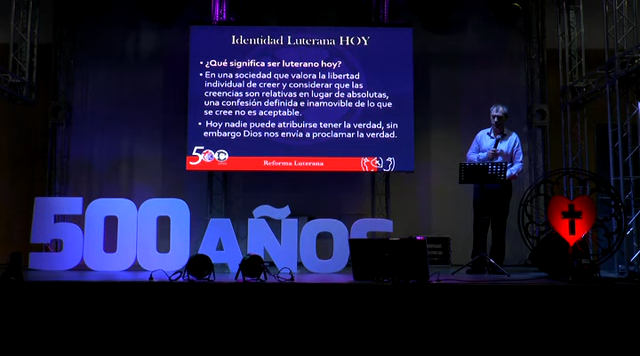 Identidad Luterana HOY
• ¿Qué significa ser luterano hoy?
• En una sociedad que valora la libertad
individual de creer y considerar que las
creencias son relativas en lugar de absolutas,
una confesión definida e inamovible de lo que
se cree no es aceptable.
• Hoy nadie puede atribuirse tener la verdad, sin
embargo Dios nos envía a proclamar la verdad.
500
Reforma Luterana
500 AÑOS